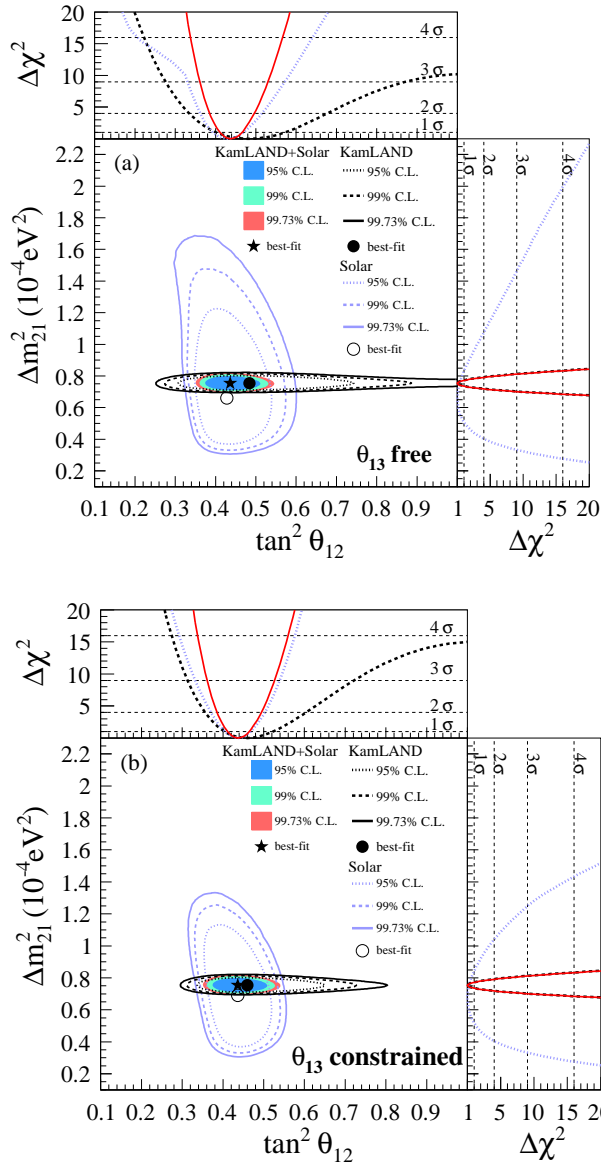 20
15
10
5
Δχ²
4 σ
3 σ
2 σ
1 σ
(a)
KamLAND+Solar
95% C.L.
99% C.L.
99.73% C.L.
best-fit
KamLAND
95% C.L.
99% C.L.
99.73% C.L.
best-fit
Solar
95% C.L.
99% C.L.
99.73% C.L.
best-fit
1σ 2σ 3σ 4σ
2.2
2
1.8
1.6
1.4
1.2
1
0.8
0.6
0.4
0.2
Δm²₂₁ (10⁻⁴eV²)
θ₁₃ free
0.1 0.2 0.3 0.4 0.5 0.6 0.7 0.8 0.9 1 5 10 15 20
tan² θ₁₂
Δχ²
20
15
10
5
Δχ²
4 σ
3 σ
2 σ
1 σ
(b)
KamLAND+Solar
95% C.L.
99% C.L.
99.73% C.L.
best-fit
KamLAND
95% C.L.
99% C.L.
99.73% C.L.
best-fit
Solar
95% C.L.
99% C.L.
99.73% C.L.
best-fit
1σ 2σ 3σ 4σ
2.2
2
1.8
1.6
1.4
1.2
1
0.8
0.6
0.4
0.2
Δm²₂₁ (10⁻⁴eV²)
θ₁₃ constrained
0.1 0.2 0.3 0.4 0.5 0.6 0.7 0.8 0.9 1 5 10 15 20
tan² θ₁₂
Δχ²